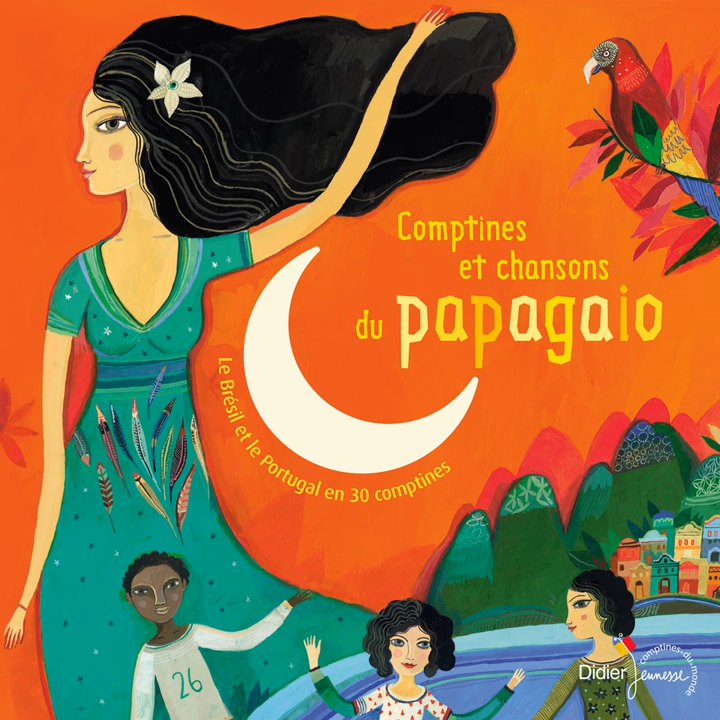 Comptines
et chansons
du papagaio
Le Brésil et le Portugal en 30 comptines
26
Didier Jeunesse
comptines du monde